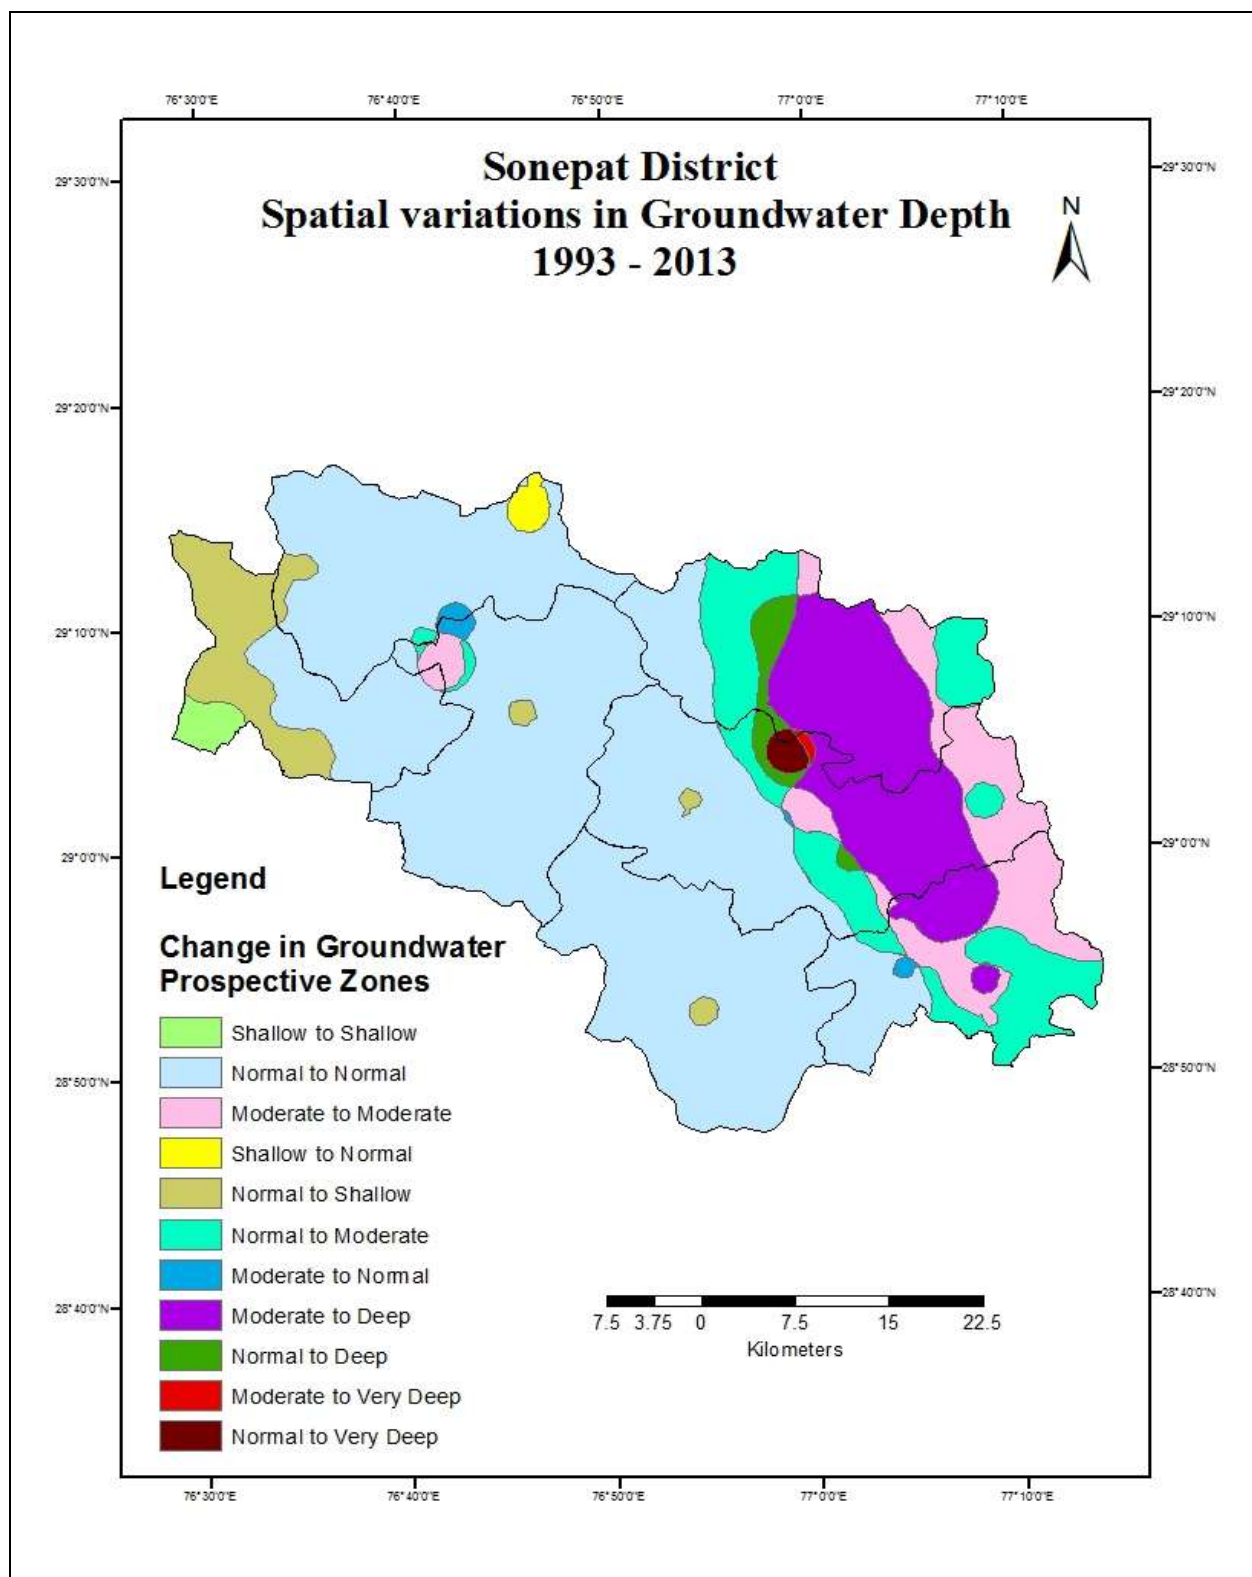 76°30'0"E 76°40'0"E 76°50'0"E 77°0'0"E 77°10'0"E
Sonepat District
Spatial variations in Groundwater Depth
1993 - 2013
N
29°30'0"N 29°30'0"N
29°20'0"N 29°20'0"N
29°10'0"N 29°10'0"N
29°0'0"N 29°0'0"N
Legend
Change in Groundwater
Prospective Zones
Shallow to Shallow
Normal to Normal
28°50'0"N 28°50'0"N
Moderate to Moderate
Shallow to Normal
Normal to Shallow
Normal to Moderate
Moderate to Normal
28°40'0"N 28°40'0"N
Moderate to Deep
Normal to Deep
Moderate to Very Deep
Normal to Very Deep
7.5 3.75 0 7.5 15 22.5
Kilometers
76°30'0"E 76°40'0"E 76°50'0"E 77°0'0"E 77°10'0"E